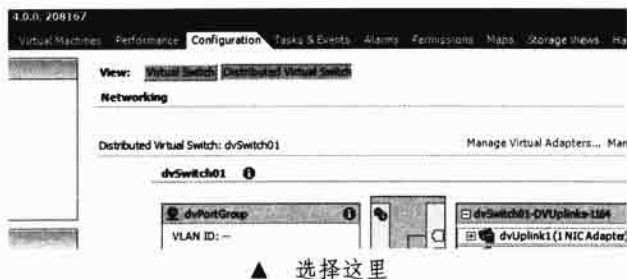 4.0.0, 208167
Virtual Machines Performance Configuration Tasks & Events Alarms Permissions Maps Storage Views Ha
View: Virtual Switch Distributed Virtual Switch
Networking
Distributed Virtual Switch: dvSwitch01 Manage Virtual Adapters... Man
dvSwitch01
dvPortGroup
VLAN ID: --
dvSwitch01-DVUplinks-1164
dvUplink1 (1 NIC Adapter)
▲ 选择这里